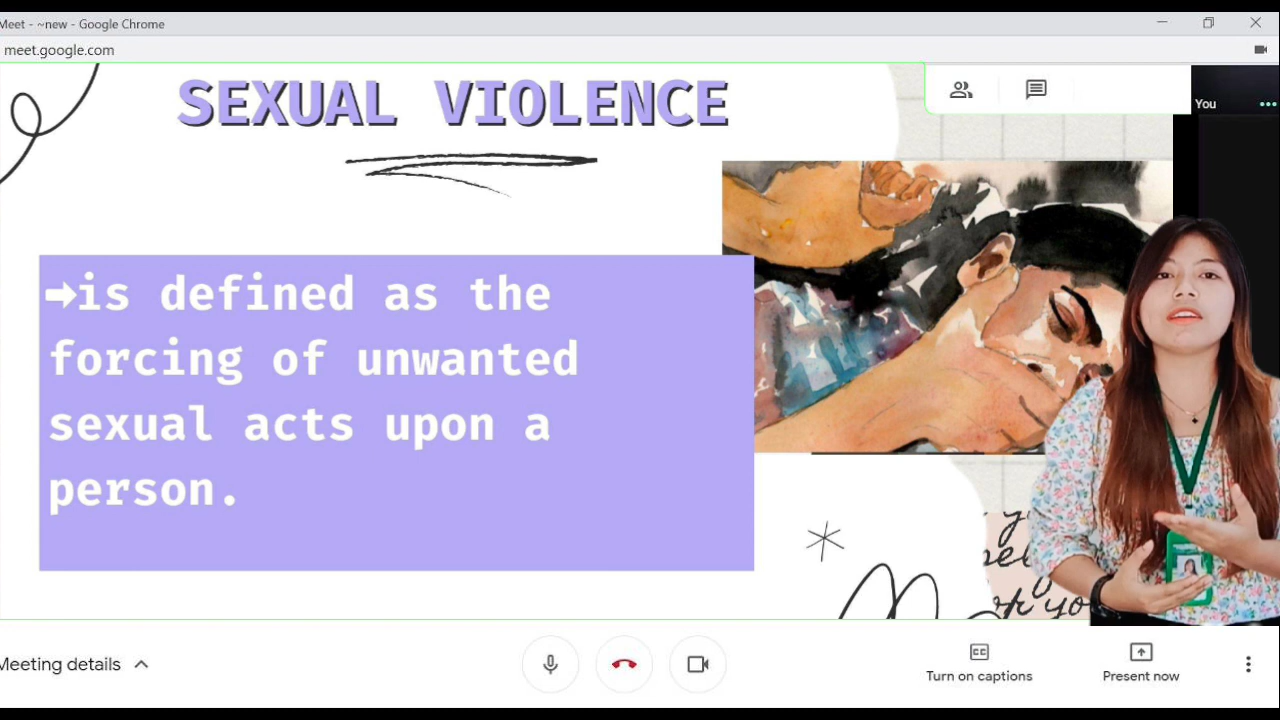 Meet - ~new - Google Chrome
meet.google.com
SEXUAL VIOLENCE
You
➡is defined as the
forcing of unwanted
sexual acts upon a
person.
Meeting details
Turn on captions
Present now